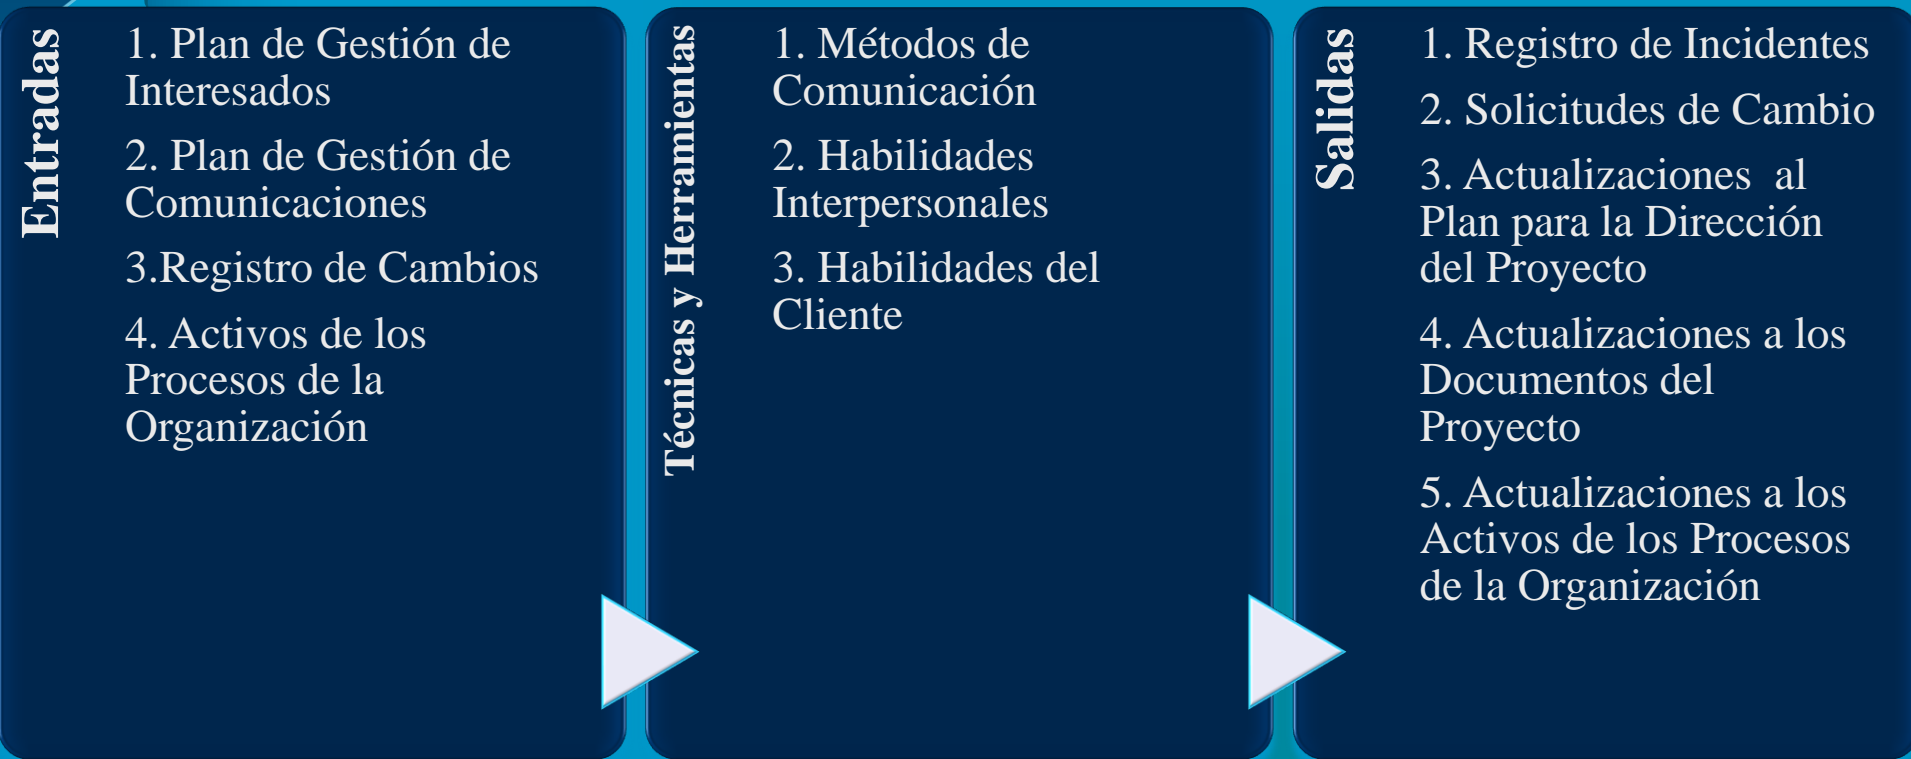 Entradas
1. Plan de Gestión de
Interesados
2. Plan de Gestión de
Comunicaciones
3.Registro de Cambios
4. Activos de los
Procesos de la
Organización
Técnicas y Herramientas
1. Métodos de
Comunicación
2. Habilidades
Interpersonales
3. Habilidades del
Cliente
Salidas
1. Registro de Incidentes
2. Solicitudes de Cambio
3. Actualizaciones  al
Plan para la Dirección
del Proyecto
4. Actualizaciones a los
Documentos del
Proyecto
5. Actualizaciones a los
Activos de los Procesos
de la Organización